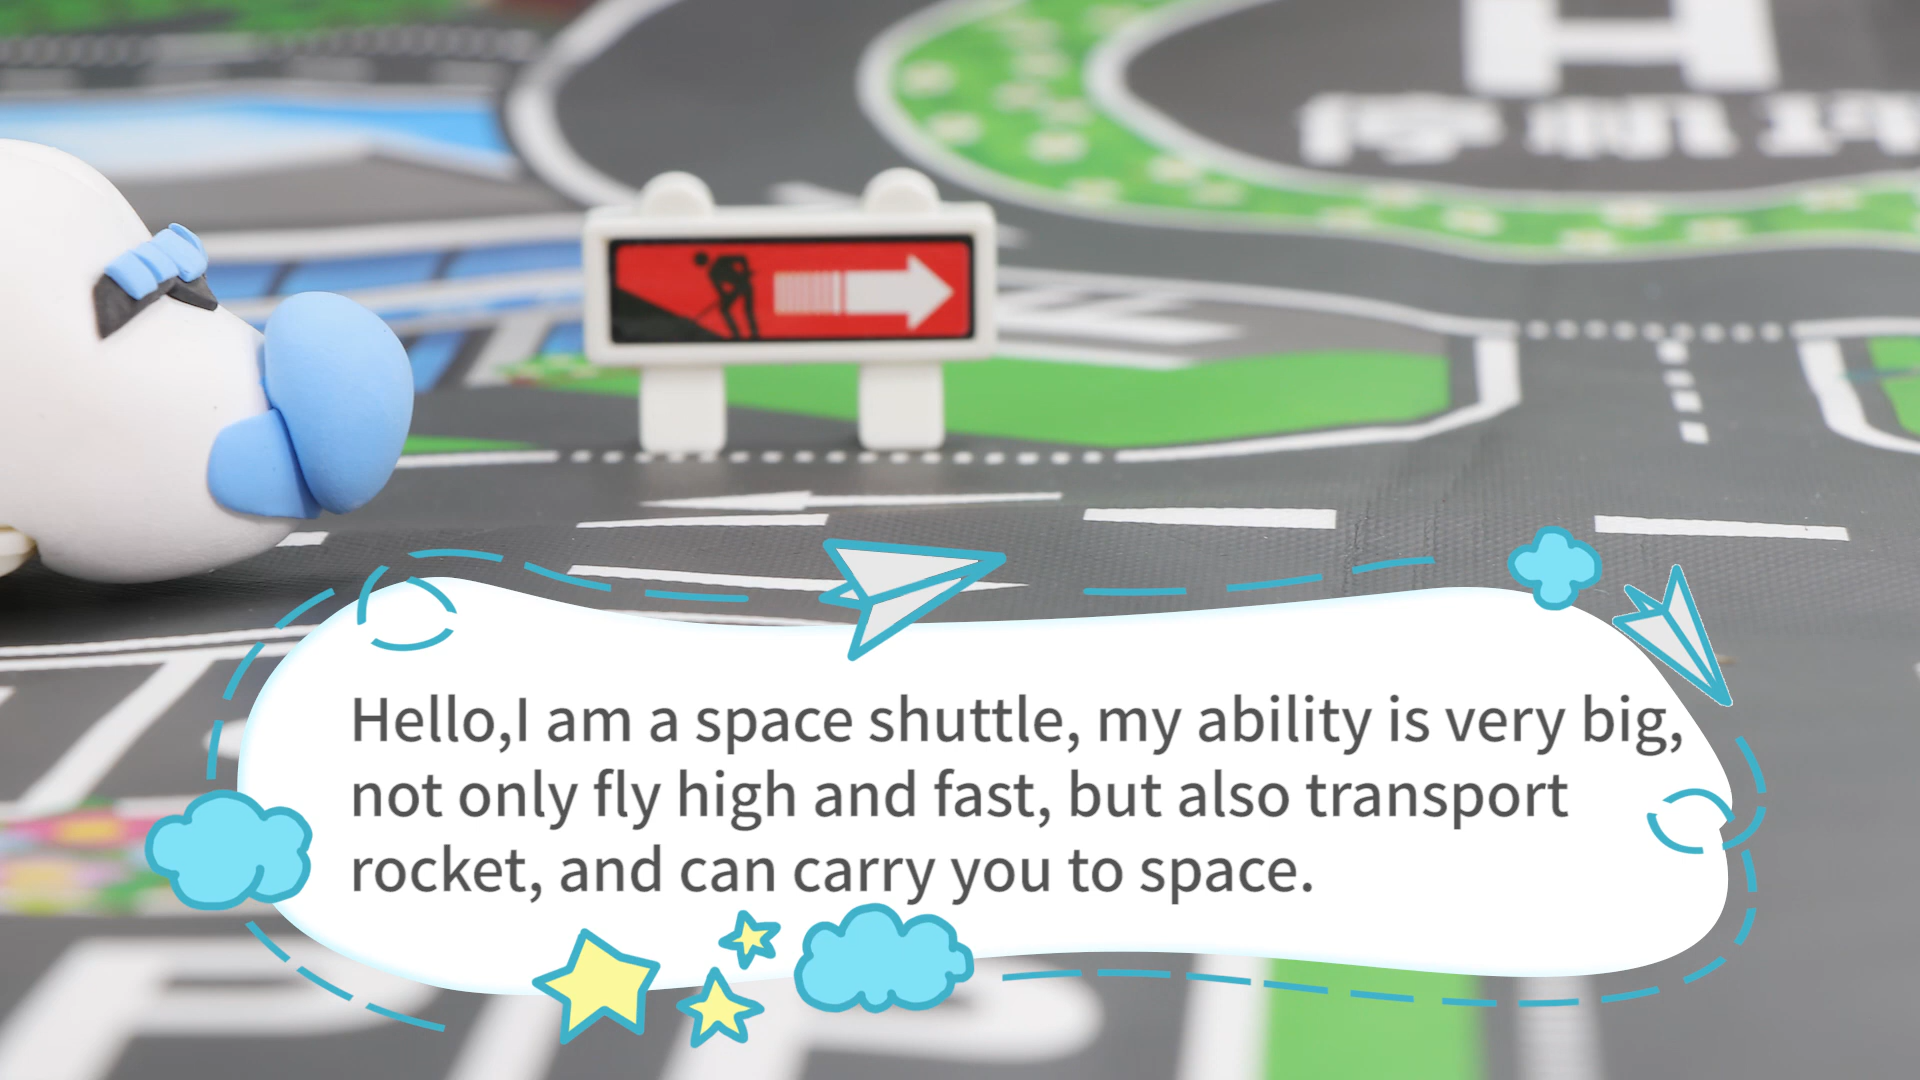 H
Hello,I am a space shuttle, my ability is very big,
not only fly high and fast, but also transport
rocket, and can carry you to space.